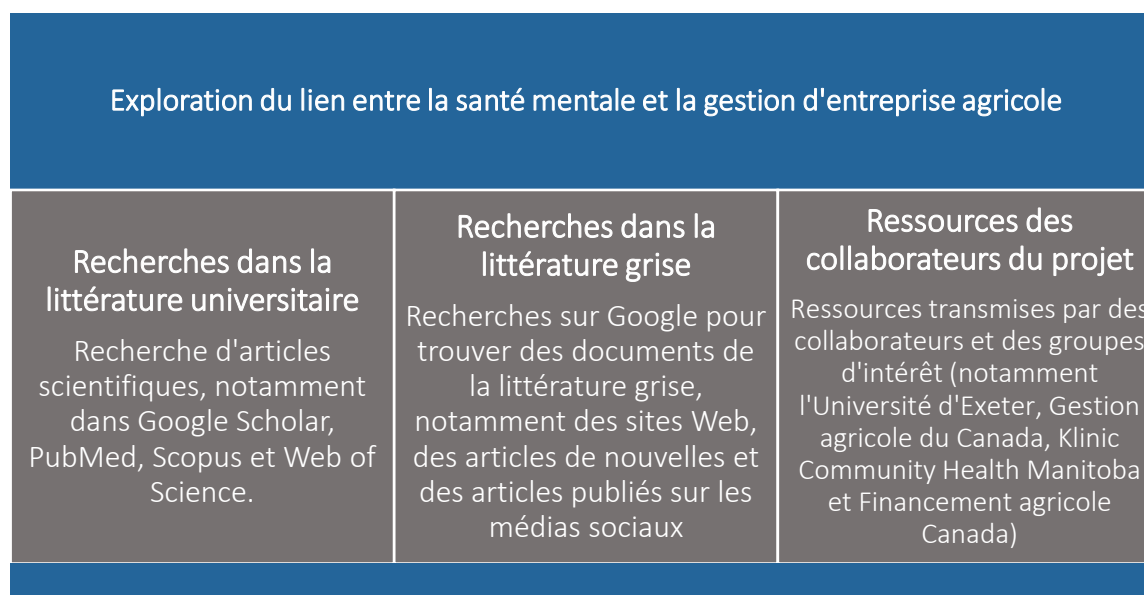 Exploration du lien entre la santé mentale et la gestion d'entreprise agricole
Recherches dans la
littérature universitaire
Recherche d'articles
scientifiques, notamment
dans Google Scholar,
PubMed, Scopus et Web of
Science.
Recherches dans la
littérature grise
Recherches sur Google pour
trouver des documents de
la littérature grise,
notamment des sites Web,
des articles de nouvelles et
des articles publiés sur les
médias sociaux
Ressources des
collaborateurs du projet
Ressources transmises par des
collaborateurs et des groupes
d'intérêt (notamment
l'Université d'Exeter, Gestion
agricole du Canada, Klinic
Community Health Manitoba
et Financement agricole
Canada)